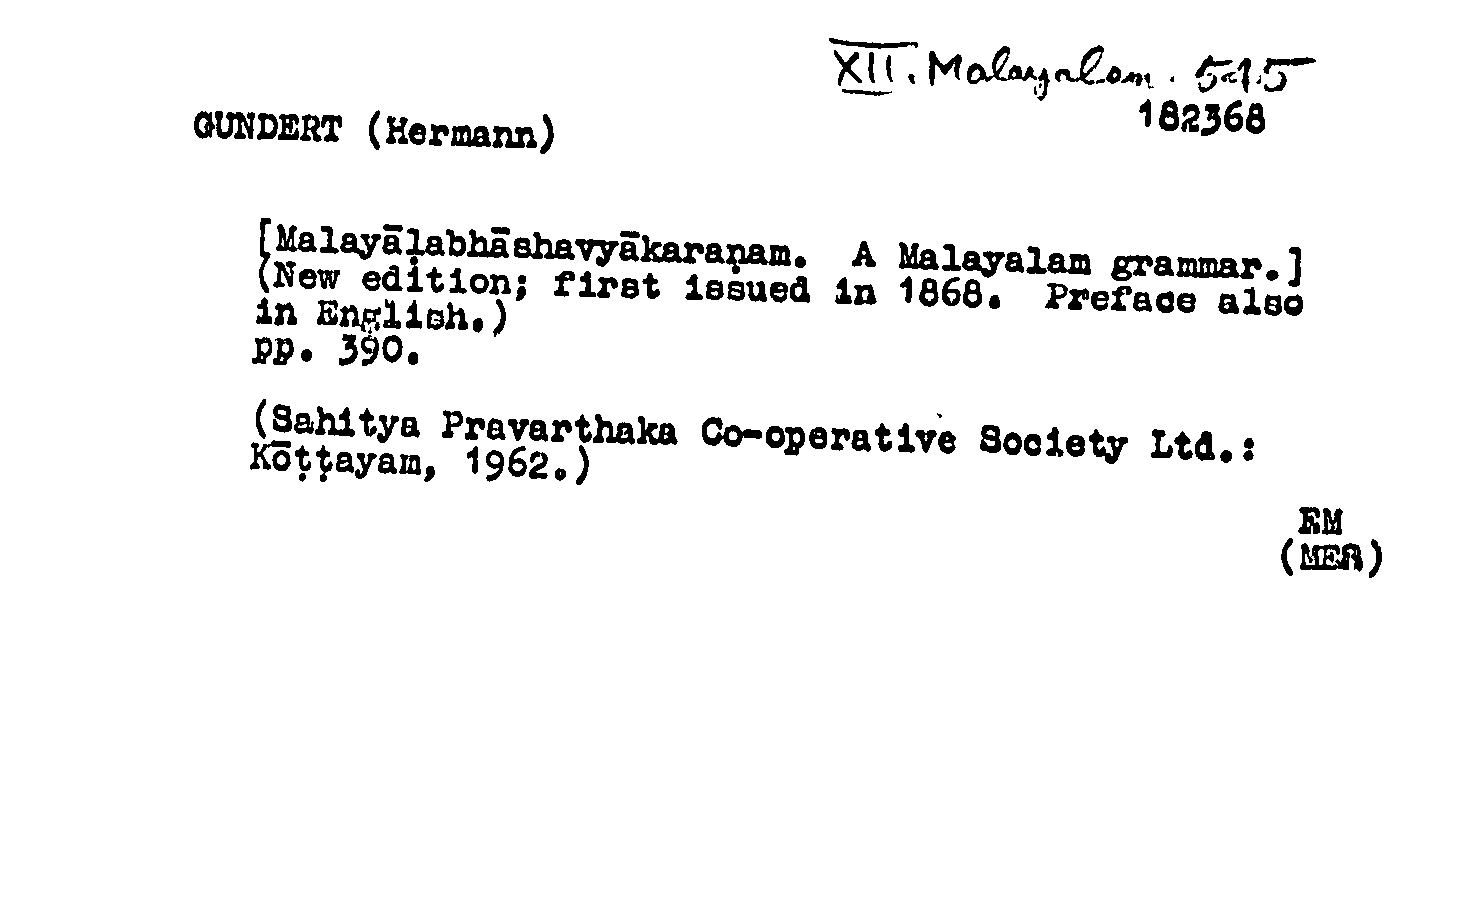 XII. Malayalam. 515
182368
GUNDERT (Hermann)
[Malayāḷabhāshavyākaraṇam. A Malayalam grammar.]
(New edition; first issued in 1868. Preface also
in English.)
pp. 390.
(Sahitya Pravarthaka Co-operative Society Ltd.:
Kōṭṭayam, 1962.)
EM
(MER)